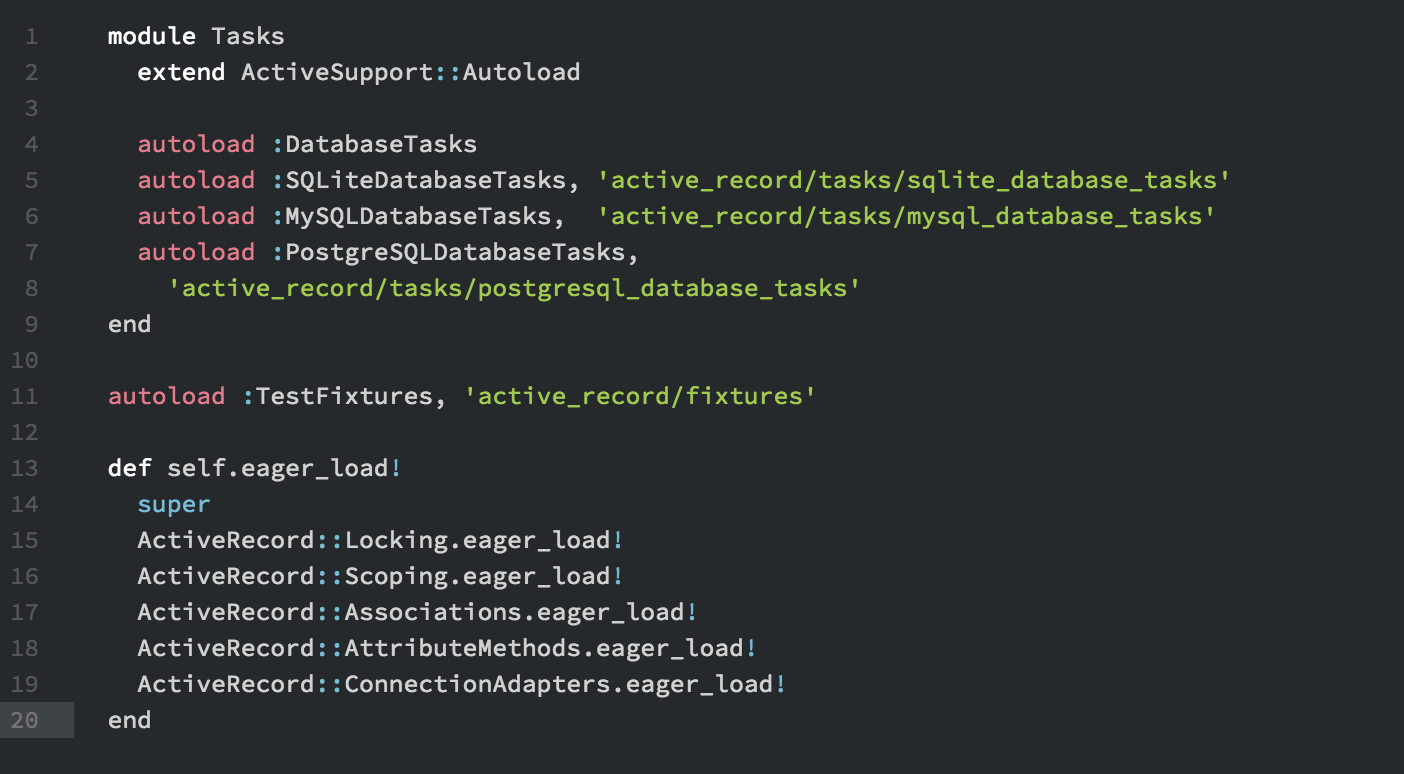 1 module Tasks
2 extend ActiveSupport::Autoload
3
4 autoload :DatabaseTasks
5 autoload :SQLiteDatabaseTasks, 'active_record/tasks/sqlite_database_tasks'
6 autoload :MySQLDatabaseTasks,  'active_record/tasks/mysql_database_tasks'
7 autoload :PostgreSQLDatabaseTasks,
8 'active_record/tasks/postgresql_database_tasks'
9 end
10
11 autoload :TestFixtures, 'active_record/fixtures'
12
13 def self.eager_load!
14 super
15 ActiveRecord::Locking.eager_load!
16 ActiveRecord::Scoping.eager_load!
17 ActiveRecord::Associations.eager_load!
18 ActiveRecord::AttributeMethods.eager_load!
19 ActiveRecord::ConnectionAdapters.eager_load!
20 end